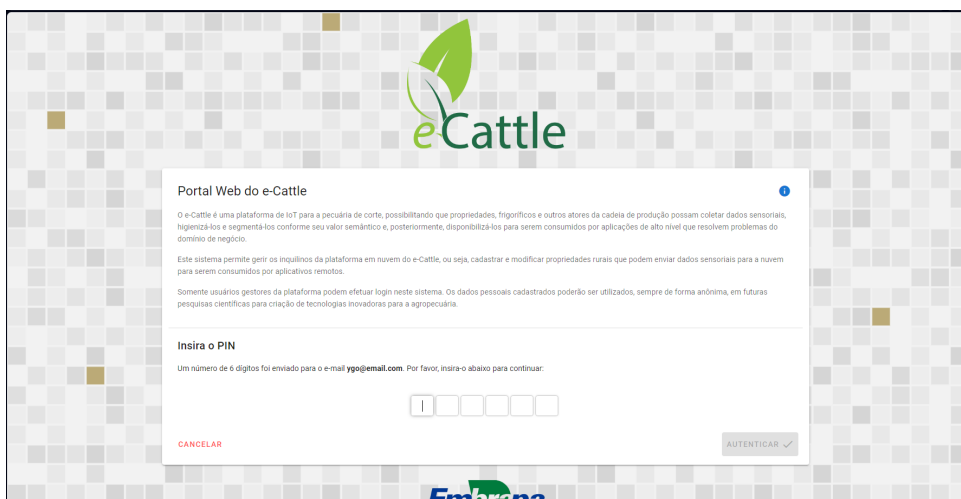 eCattle
Portal Web do e-Cattle
O e-Cattle é uma plataforma de IoT para a pecuária de corte, possibilitando que propriedades, frigoríficos e outros atores da cadeia de produção possam coletar dados sensoriais,
higienizá-los e segmentá-los conforme seu valor semântico e, posteriormente, disponibilizá-los para serem consumidos por aplicações de alto nível que resolvem problemas do
domínio de negócio.
Este sistema permite gerir os inquilinos da plataforma em nuvem do e-Cattle, ou seja, cadastrar e modificar propriedades rurais que podem enviar dados sensoriais para a nuvem
para serem consumidos por aplicativos remotos.
Somente usuários gestores da plataforma podem efetuar login neste sistema. Os dados pessoais cadastrados poderão ser utilizados, sempre de forma anônima, em futuras
pesquisas científicas para criação de tecnologias inovadoras para a agropecuária.
Insira o PIN
Um número de 6 dígitos foi enviado para o e-mail ygo@email.com. Por favor, insira-o abaixo para continuar:
CANCELAR
AUTENTICAR
Embrapa